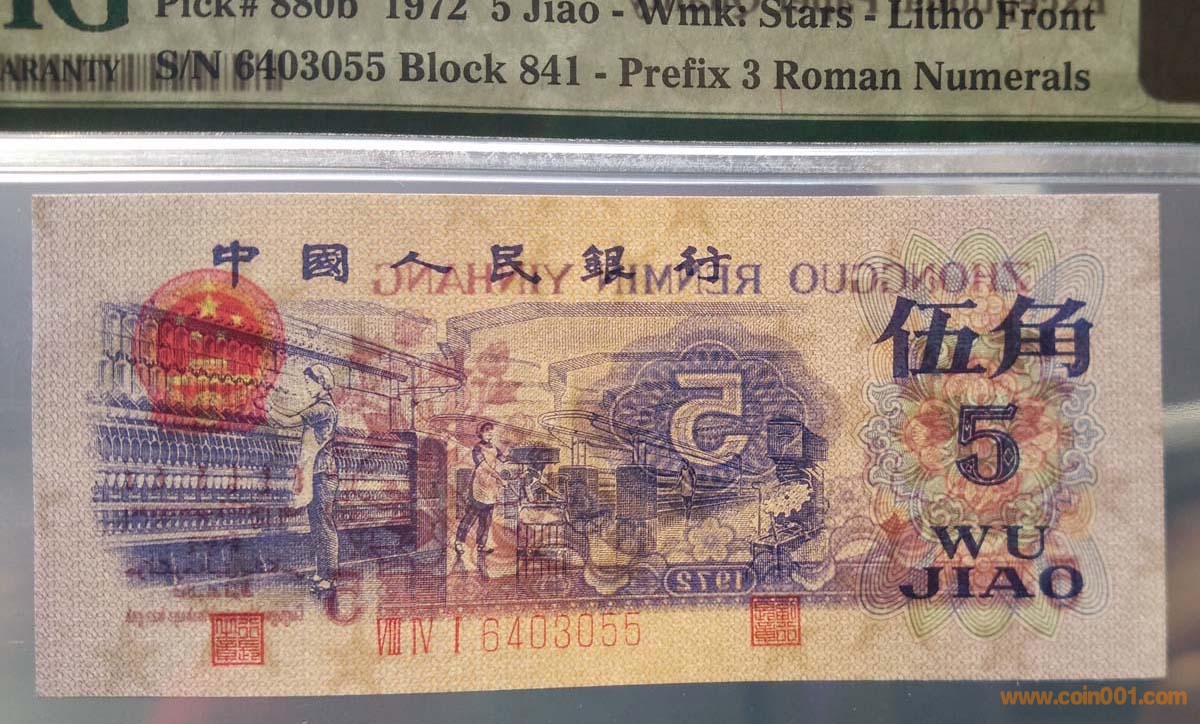 Pick# 880b 1972 5 Jiao - Wmk: Stars - Litho Front
ARANTY S/N 6403055 Block 841 - Prefix 3 Roman Numerals
中國人民銀行
ZHONGGUO RENMIN YINHANG
伍角
5
5
WU
JIAO
1972
VIII IV I 6403055
www.coin001.com